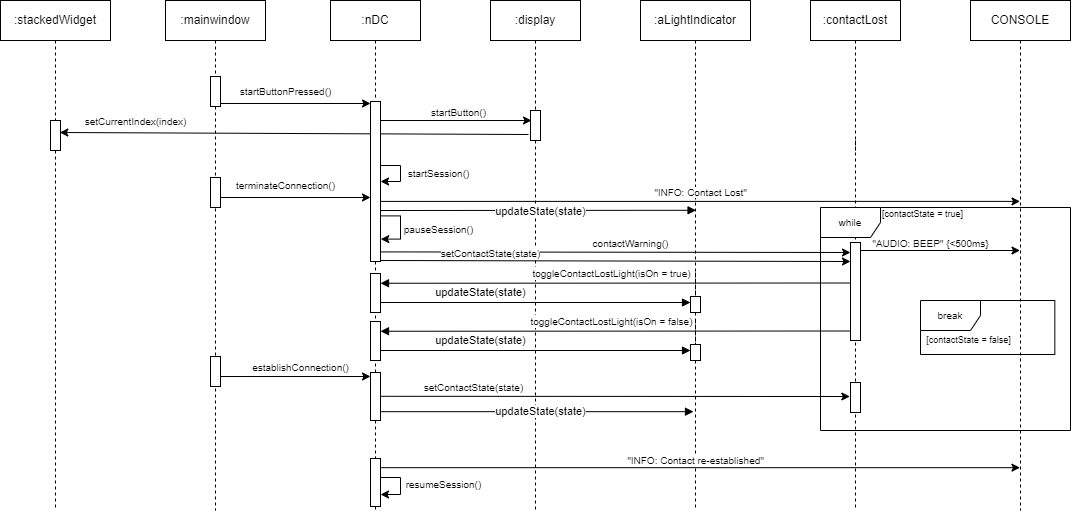 :stackedWidget
:mainwindow
:nDC
:display
:aLightIndicator
:contactLost
CONSOLE
startButtonPressed()
startButton()
setCurrentIndex(index)
startSession()
terminateConnection()
"INFO: Contact Lost"
updateState(state)
while
[contactState = true]
pauseSession()
contactWarning()
"AUDIO: BEEP" {<500ms}
setContactState(state)
toggleContactLostLight(isOn = true)
updateState(state)
break
toggleContactLostLight(isOn = false)
updateState(state)
[contactState = false]
establishConnection()
setContactState(state)
updateState(state)
"INFO: Contact re-established"
resumeSession()